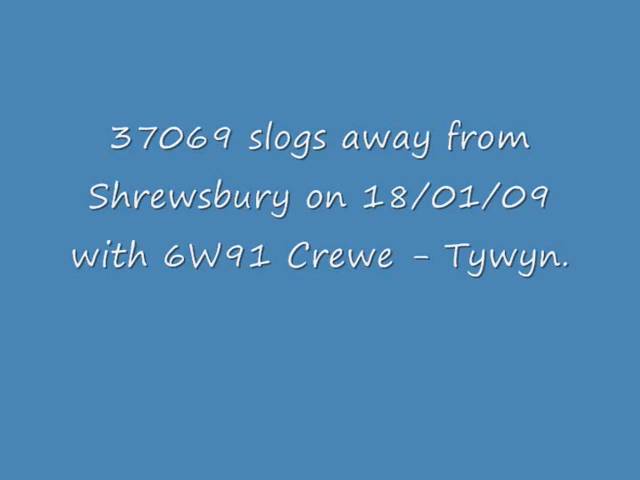 37069 slogs away from
Shrewsbury on 18/01/09
with 6W91 Crewe - Tywyn.